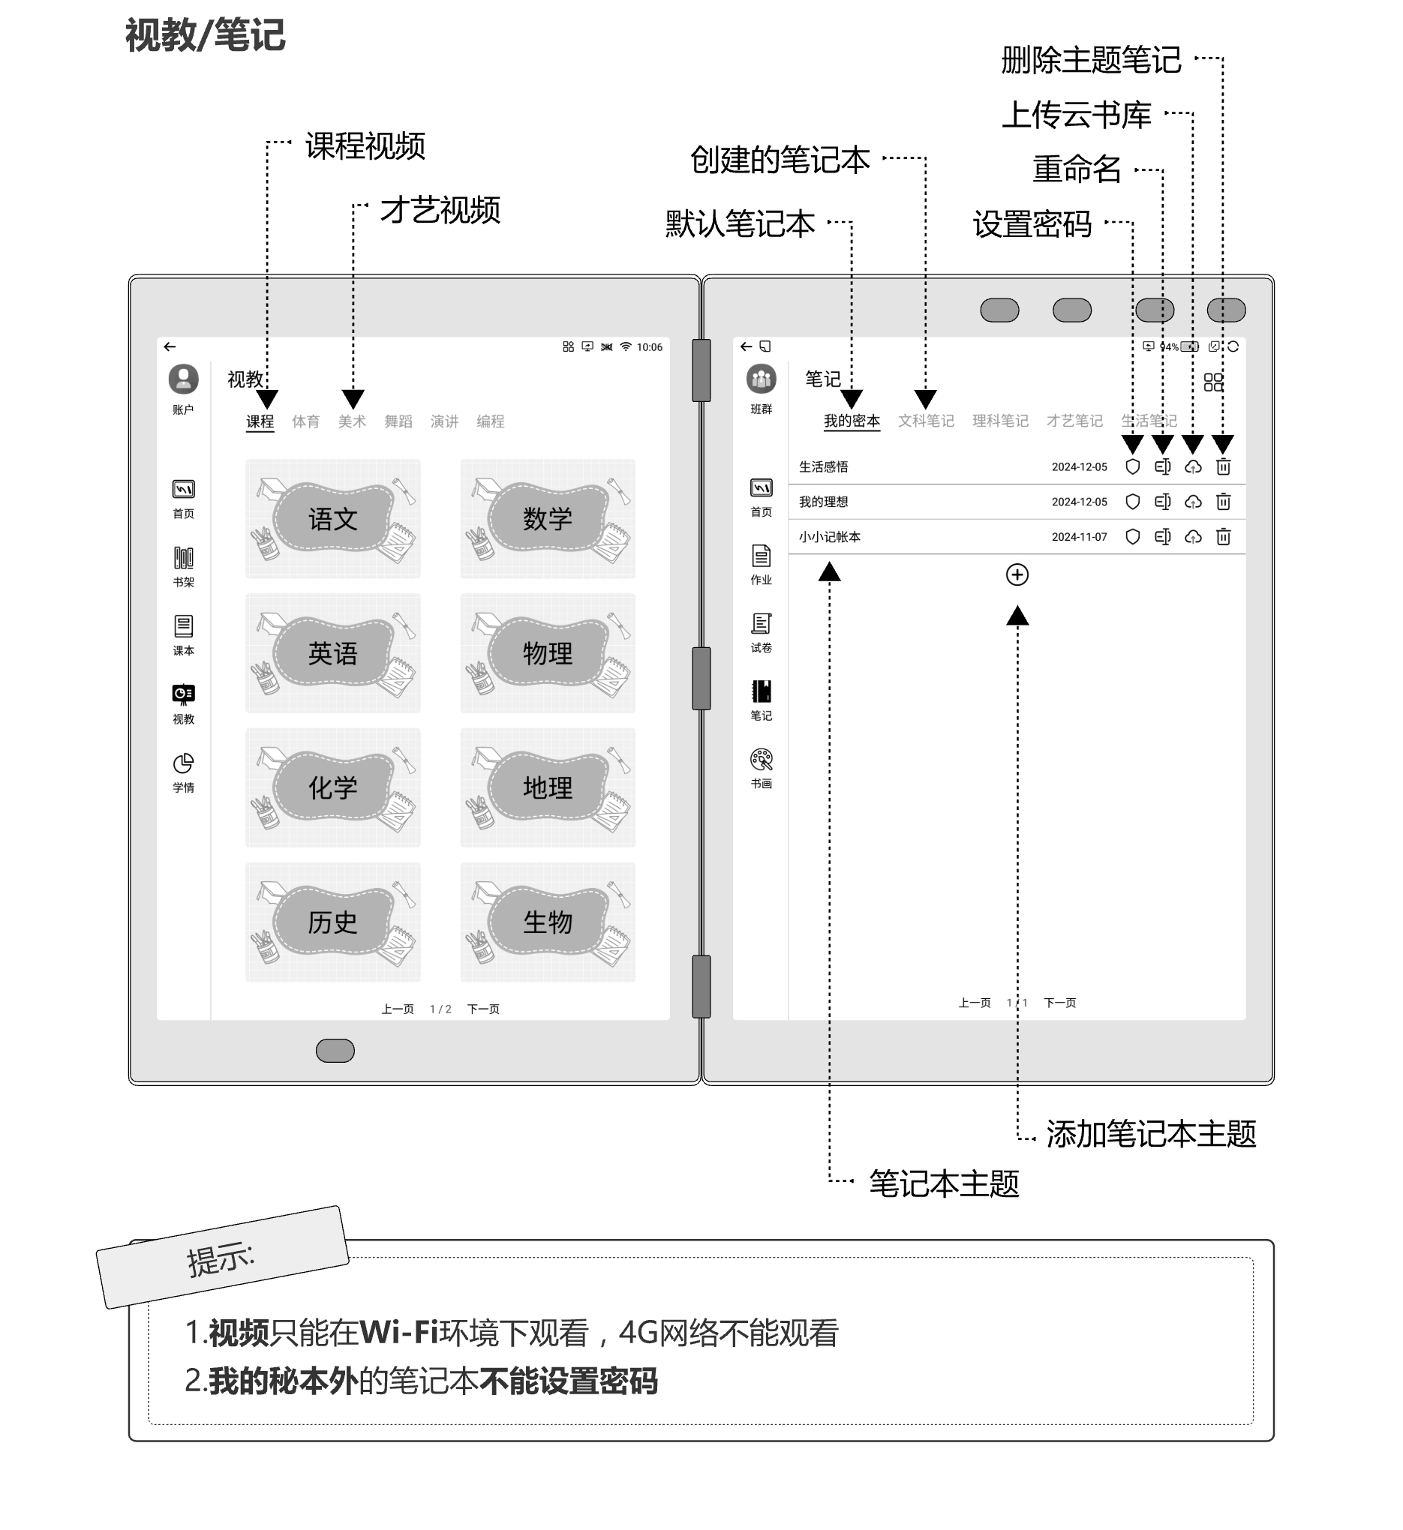 视教/笔记
删除主题笔记
上传云书库
课程视频
创建的笔记本
重命名
才艺视频
默认笔记本
设置密码
10:06
账户
视教
课程 体育 美术 舞蹈 演讲 编程
首页
书架
课本
视教
学情
语文 数学
英语 物理
化学 地理
历史 生物
上一页 1 / 2 下一页
94%
班群
笔记
我的密本 文科笔记 理科笔记 才艺笔记 生活笔记
生活感悟 2024-12-05
我的理想 2024-12-05
小小记帐本 2024-11-07
首页
作业
试卷
笔记
书画
上一页 1 / 1 下一页
添加笔记本主题
笔记本主题
提示:
1.视频只能在Wi-Fi环境下观看，4G网络不能观看
2.我的秘本外的笔记本不能设置密码